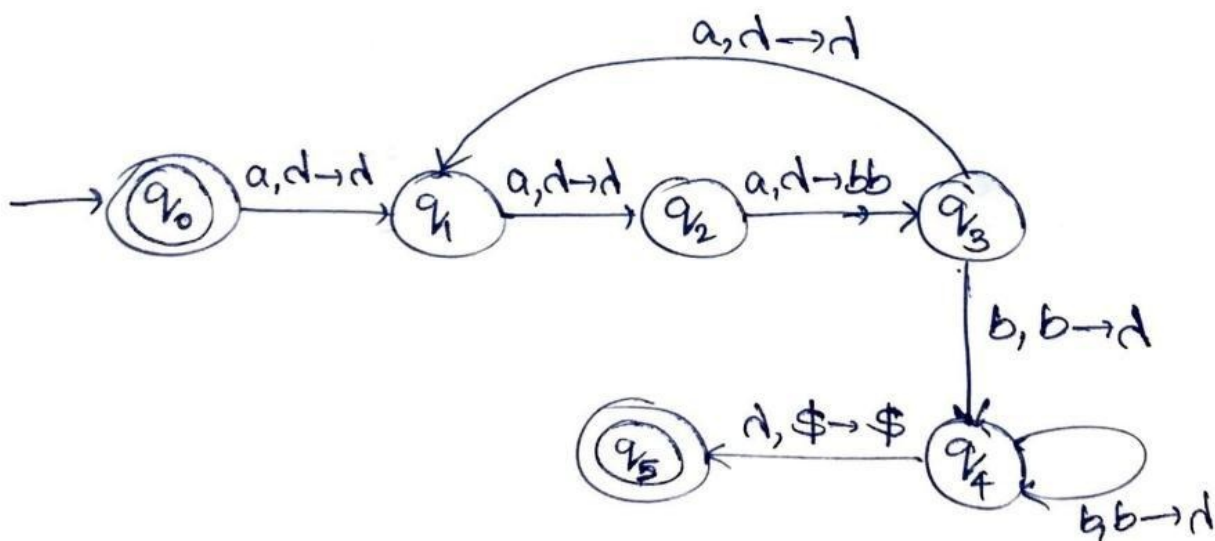 a, λ→λ
q₀
a, λ→λ
q₁
a, λ→λ
q₂
a, λ→bb
q₃
b, b→λ
q₅
λ, $→$
q₄
b, b→λ